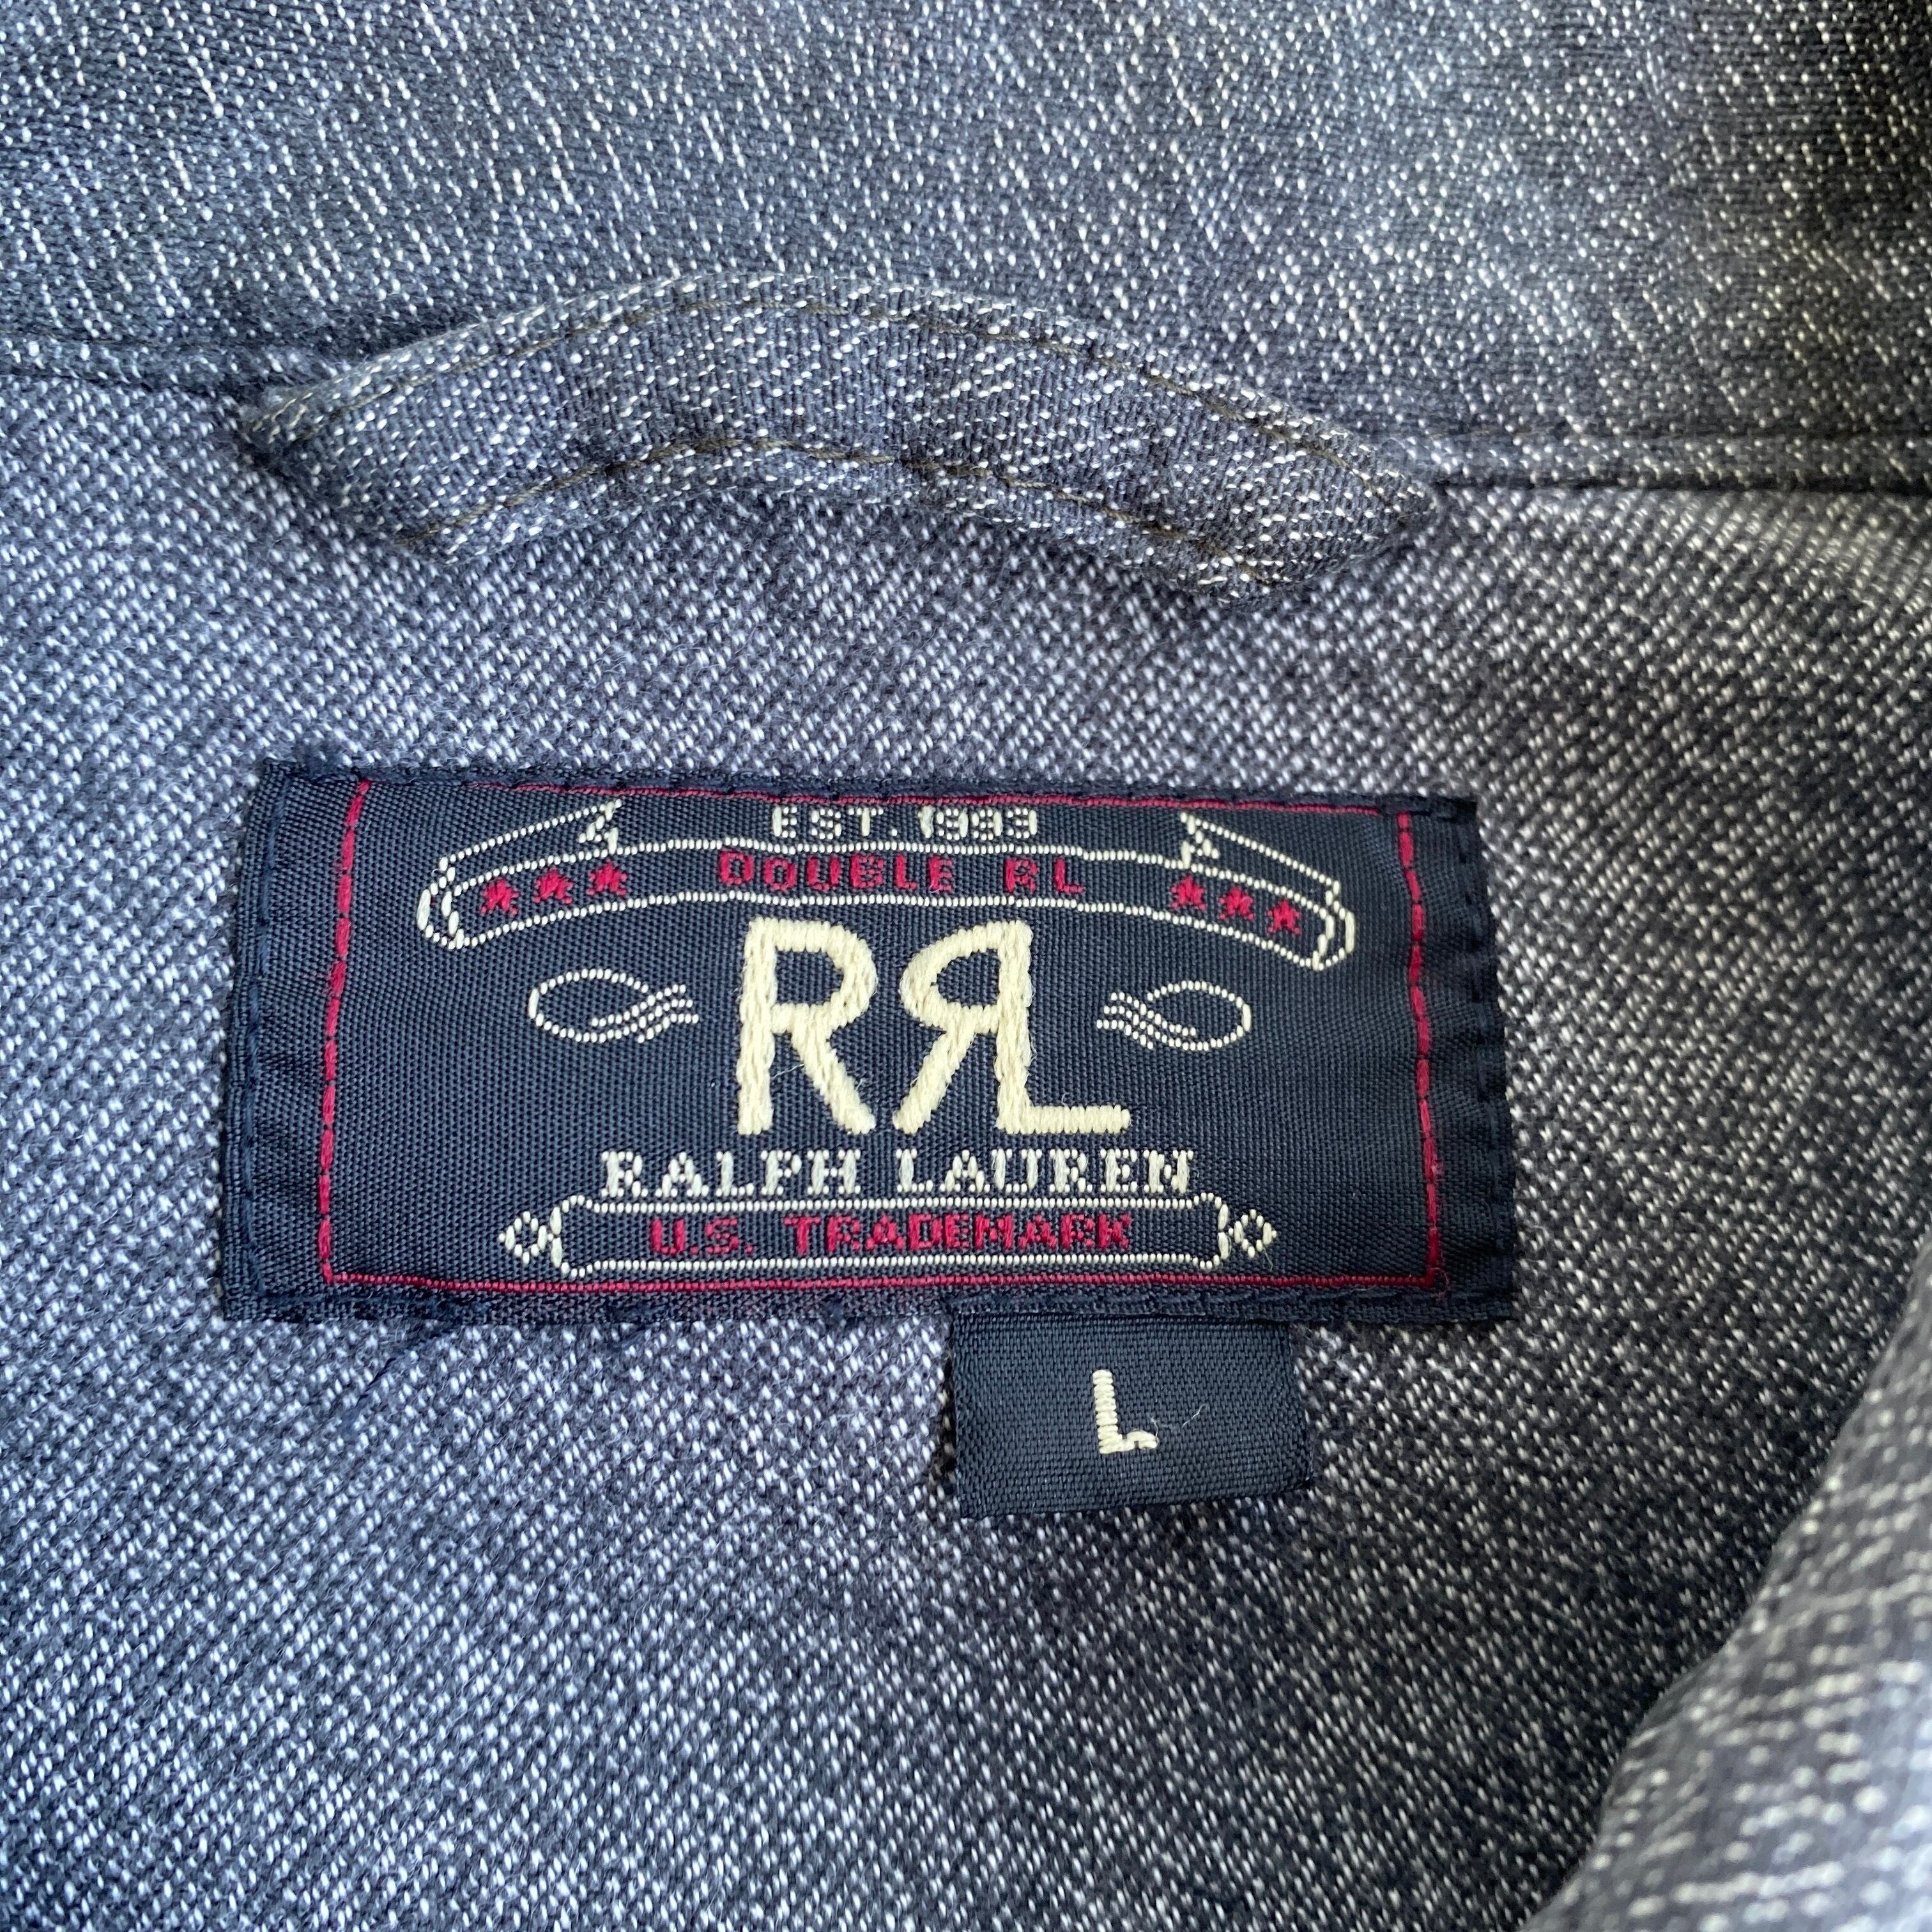 EST. 1993
DOUBLE RL
RRL
RALPH LAUREN
U.S. TRADEMARK
L